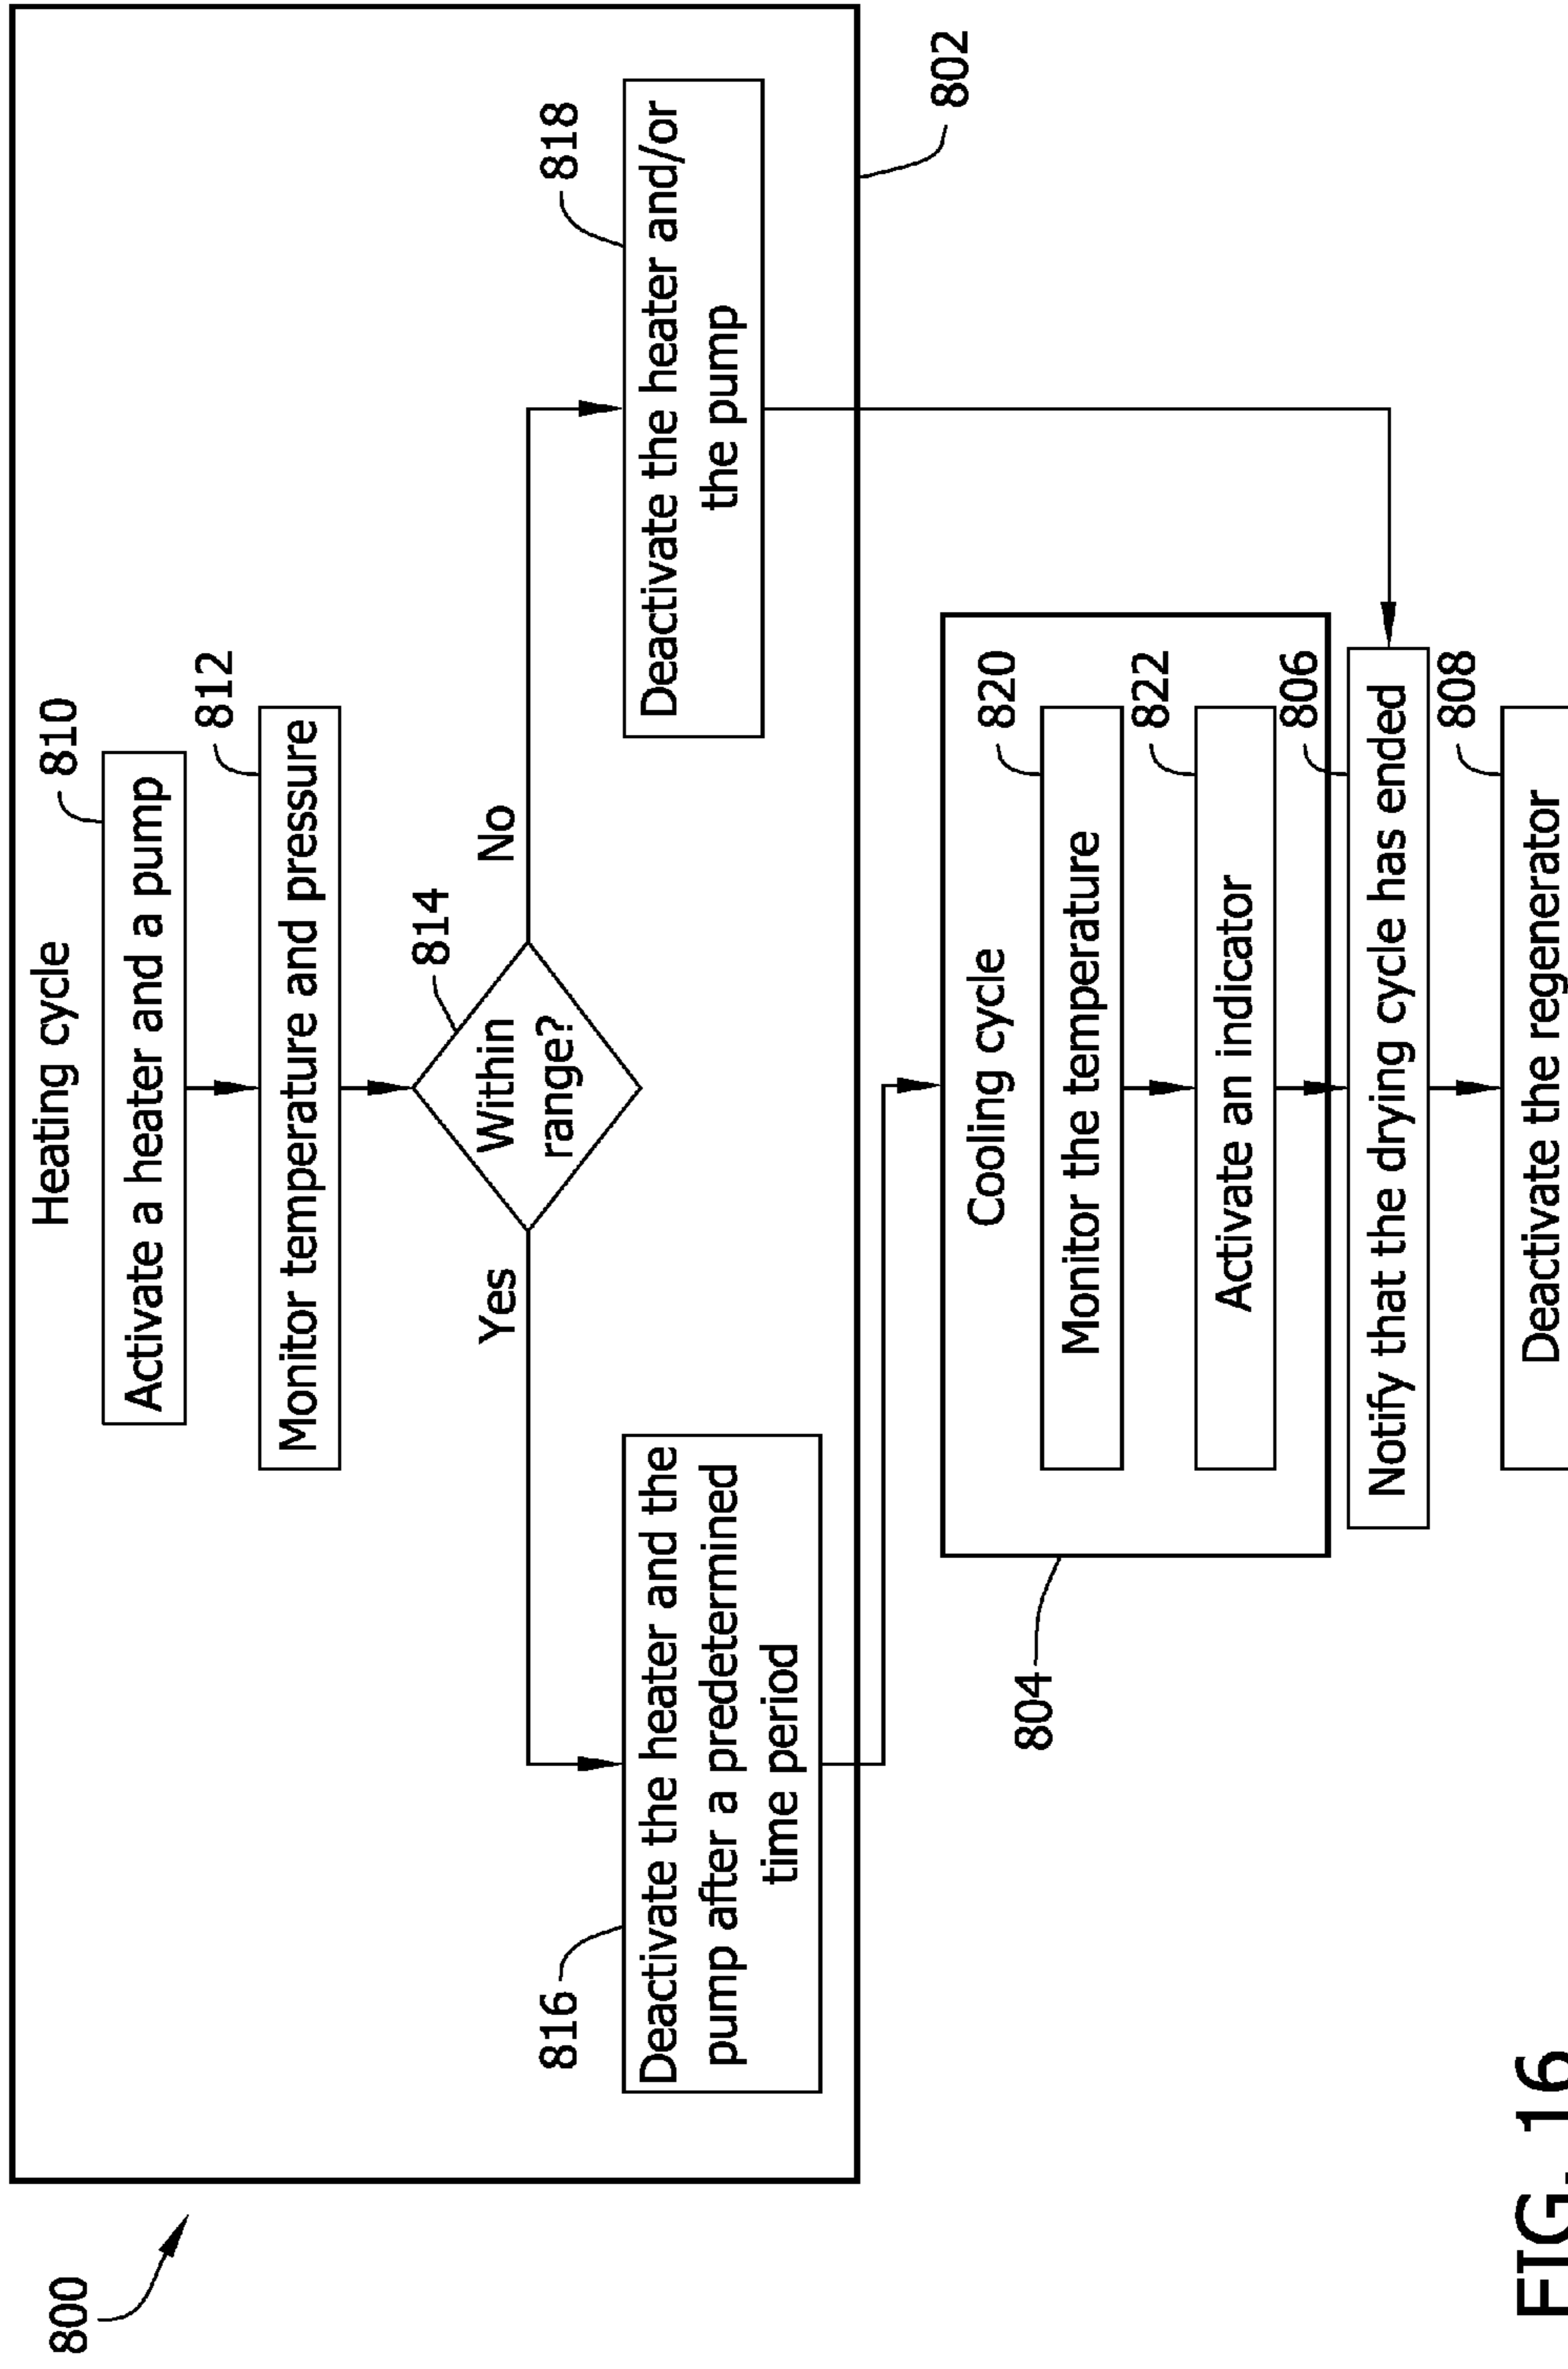 800
Heating cycle
810
Activate a heater and a pump
812
Monitor temperature and pressure
814
Within
range?
Yes
No
816
Deactivate the heater and the
pump after a predetermined
time period
818
Deactivate the heater and/or
the pump
802
804
Cooling cycle
820
Monitor the temperature
822
Activate an indicator
806
Notify that the drying cycle has ended
808
Deactivate the regenerator
FIG. 16